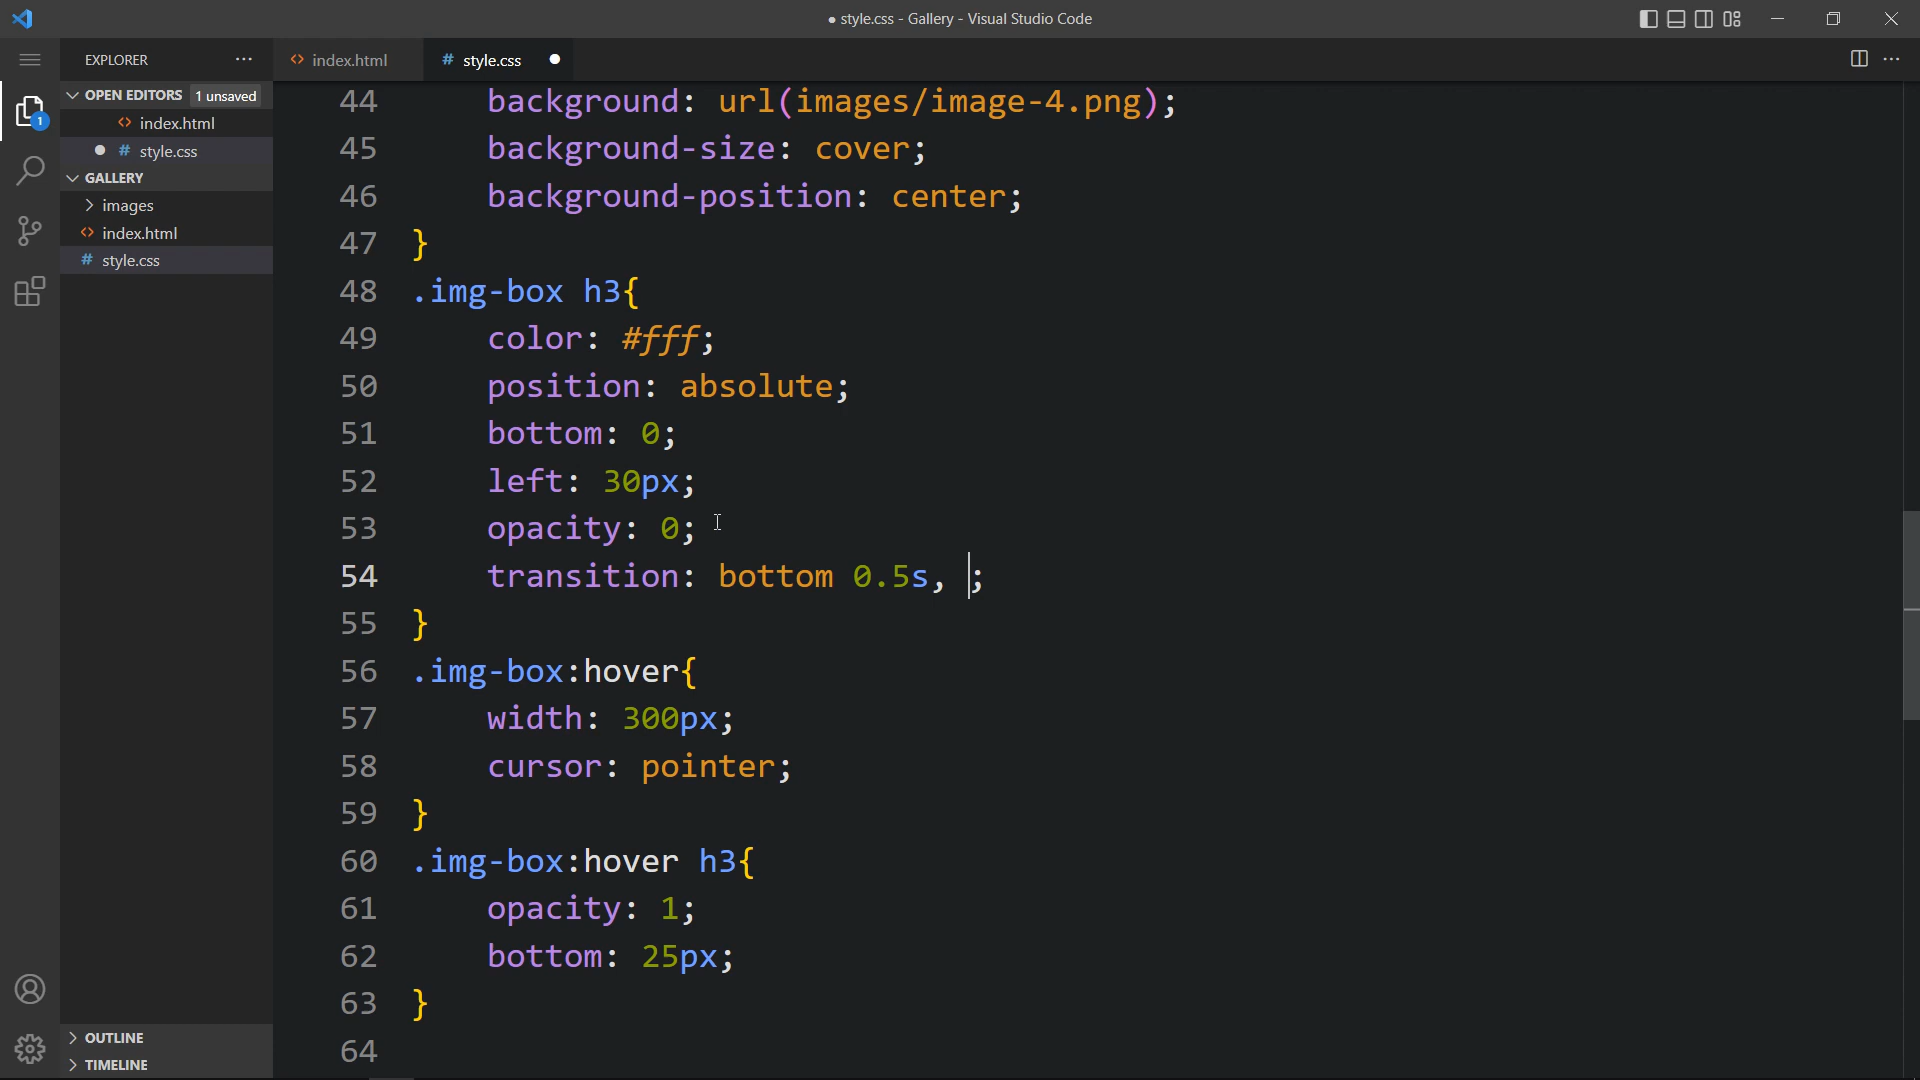 ● style.css - Gallery - Visual Studio Code
EXPLORER
index.html
# style.css
OPEN EDITORS 1 unsaved
index.html
# style.css
GALLERY
images
index.html
# style.css
1
OUTLINE
TIMELINE
44 background: url(images/image-4.png);
45 background-size: cover;
46 background-position: center;
47 }
48 .img-box h3{
49 color: #fff;
50 position: absolute;
51 bottom: 0;
52 left: 30px;
53 opacity: 0;
54 transition: bottom 0.5s, ;
55 }
56 .img-box:hover{
57 width: 300px;
58 cursor: pointer;
59 }
60 .img-box:hover h3{
61 opacity: 1;
62 bottom: 25px;
63 }
64